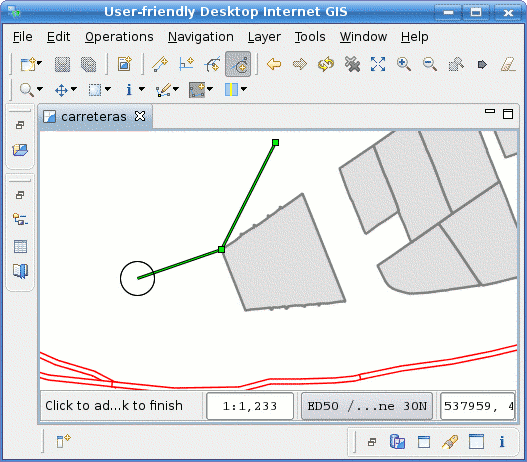 User-friendly Desktop Internet GIS
File Edit Operations Navigation Layer Tools Window Help
carreteras
Click to ad...k to finish 1:1,233 ED50 /...ne 30N 537959, 4